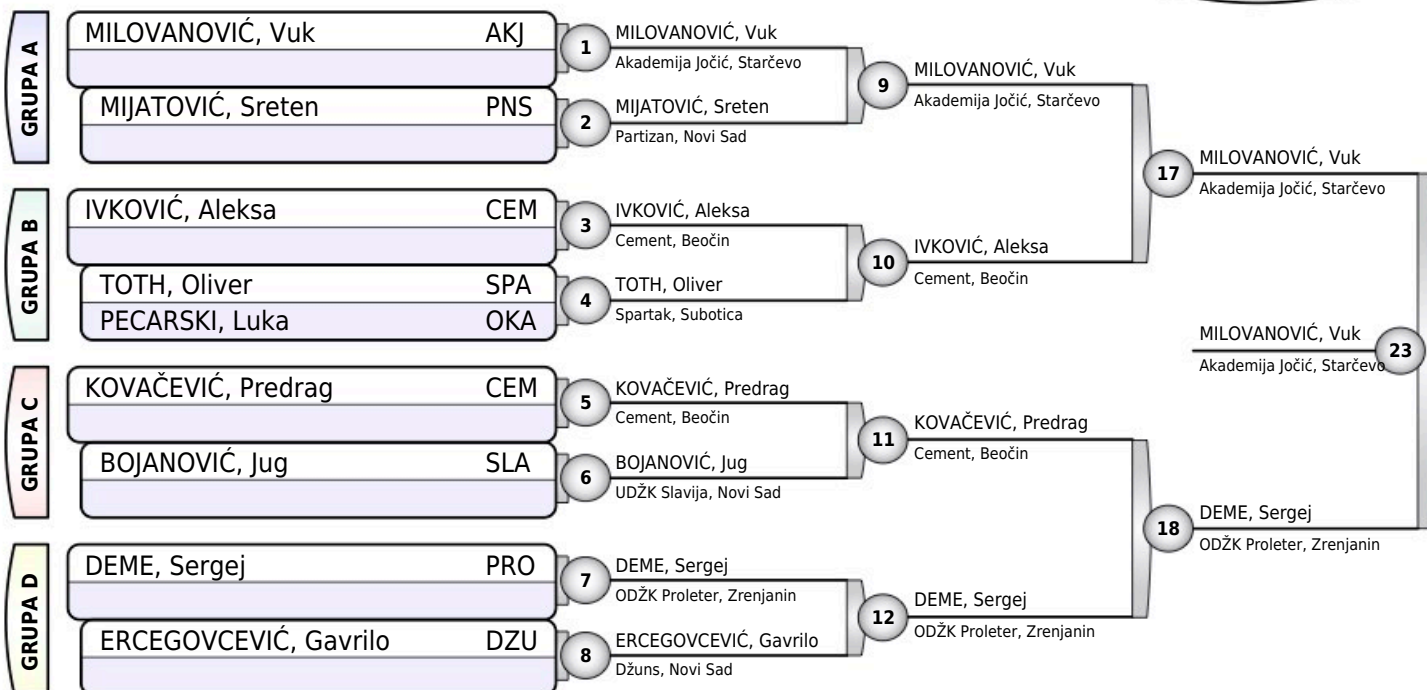 GRUPA A
MILOVANOVIĆ, Vuk AKJ
MIJATOVIĆ, Sreten PNS
1
MILOVANOVIĆ, Vuk
Akademija Jočić, Starčevo
2
MIJATOVIĆ, Sreten
Partizan, Novi Sad
9
MILOVANOVIĆ, Vuk
Akademija Jočić, Starčevo
GRUPA B
IVKOVIĆ, Aleksa CEM
TOTH, Oliver SPA
PECARSKI, Luka OKA
3
IVKOVIĆ, Aleksa
Cement, Beočin
4
TOTH, Oliver
Spartak, Subotica
10
IVKOVIĆ, Aleksa
Cement, Beočin
17
MILOVANOVIĆ, Vuk
Akademija Jočić, Starčevo
GRUPA C
KOVAČEVIĆ, Predrag CEM
BOJANOVIĆ, Jug SLA
5
KOVAČEVIĆ, Predrag
Cement, Beočin
6
BOJANOVIĆ, Jug
UDŽK Slavija, Novi Sad
11
KOVAČEVIĆ, Predrag
Cement, Beočin
GRUPA D
DEME, Sergej PRO
ERCEGOVCEVIĆ, Gavrilo DZU
7
DEME, Sergej
ODŽK Proleter, Zrenjanin
8
ERCEGOVCEVIĆ, Gavrilo
Džuns, Novi Sad
12
DEME, Sergej
ODŽK Proleter, Zrenjanin
18
DEME, Sergej
ODŽK Proleter, Zrenjanin
MILOVANOVIĆ, Vuk
Akademija Jočić, Starčevo
23